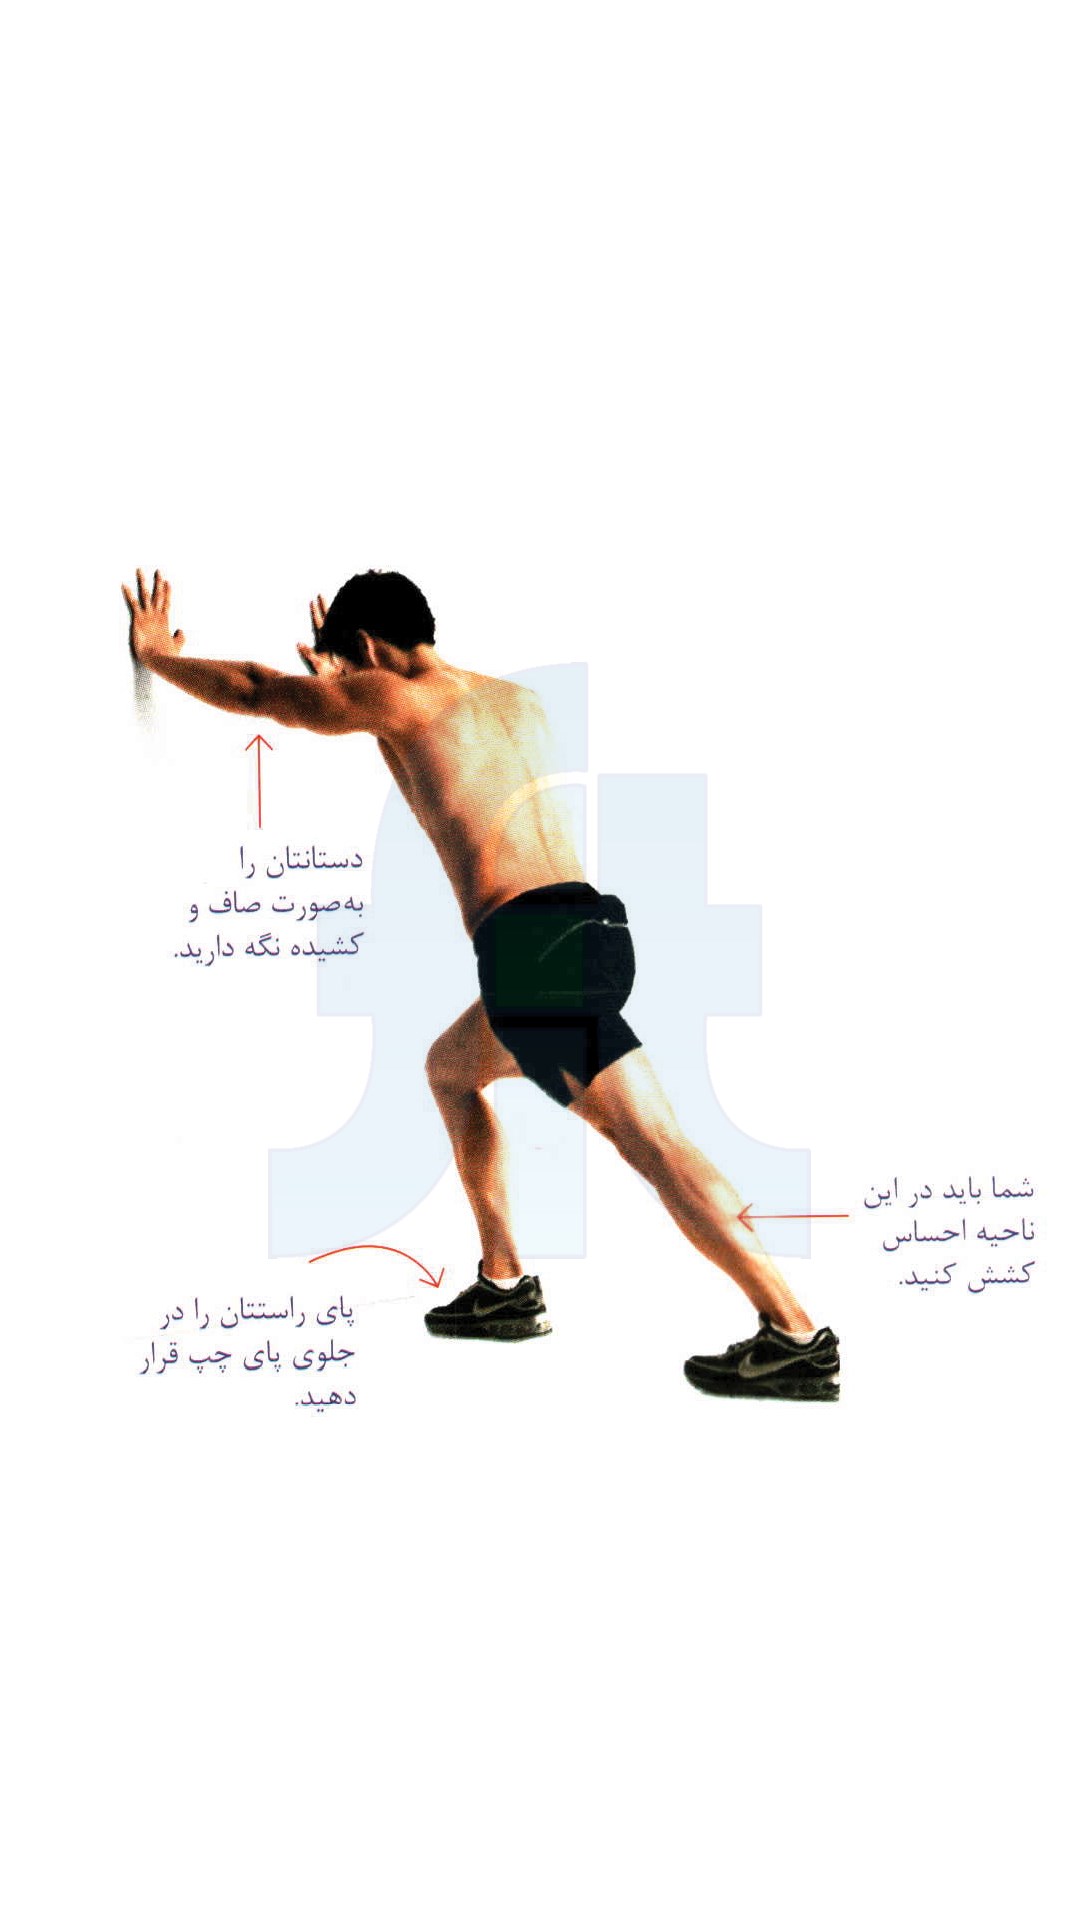 دستانتان را
به‌صورت صاف و
کشیده نگه دارید.
شما باید در این
ناحیه احساس
کشش کنید.
پای راستتان را در
جلوی پای چپ قرار
دهید.